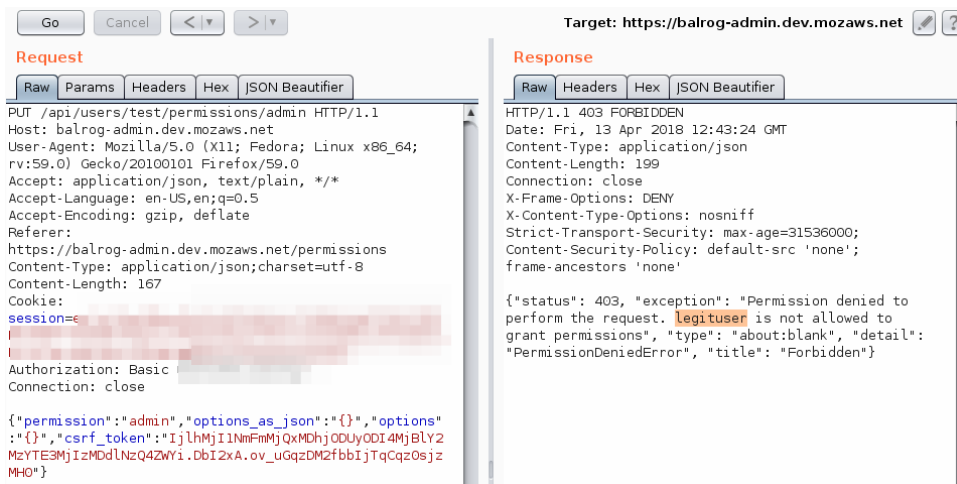 Go
Cancel
<
>
Target: https://balrog-admin.dev.mozaws.net
?
Request
Raw
Params
Headers
Hex
JSON Beautifier
PUT /api/users/test/permissions/admin HTTP/1.1
Host: balrog-admin.dev.mozaws.net
User-Agent: Mozilla/5.0 (X11; Fedora; Linux x86_64;
rv:59.0) Gecko/20100101 Firefox/59.0
Accept: application/json, text/plain, */*
Accept-Language: en-US,en;q=0.5
Accept-Encoding: gzip, deflate
Referer:
https://balrog-admin.dev.mozaws.net/permissions
Content-Type: application/json;charset=utf-8
Content-Length: 167
Cookie:
session=
Authorization: Basic
Connection: close
{"permission":"admin","options_as_json":"{}","options"
:"{}","csrf_token":"IjlhMjI1NmFmMjQxMDhjODUyODI4MjBlY2
MzYTE3MjIzMDdlNzQ4ZWYi.DbI2xA.ov_uGqzDM2fbbIjTqCqzOsjz
MH0"}
Response
Raw
Headers
Hex
JSON Beautifier
HTTP/1.1 403 FORBIDDEN
Date: Fri, 13 Apr 2018 12:43:24 GMT
Content-Type: application/json
Content-Length: 199
Connection: close
X-Frame-Options: DENY
X-Content-Type-Options: nosniff
Strict-Transport-Security: max-age=31536000;
Content-Security-Policy: default-src 'none';
frame-ancestors 'none'
{"status": 403, "exception": "Permission denied to
perform the request. legituser is not allowed to
grant permissions", "type": "about:blank", "detail":
"PermissionDeniedError", "title": "Forbidden"}